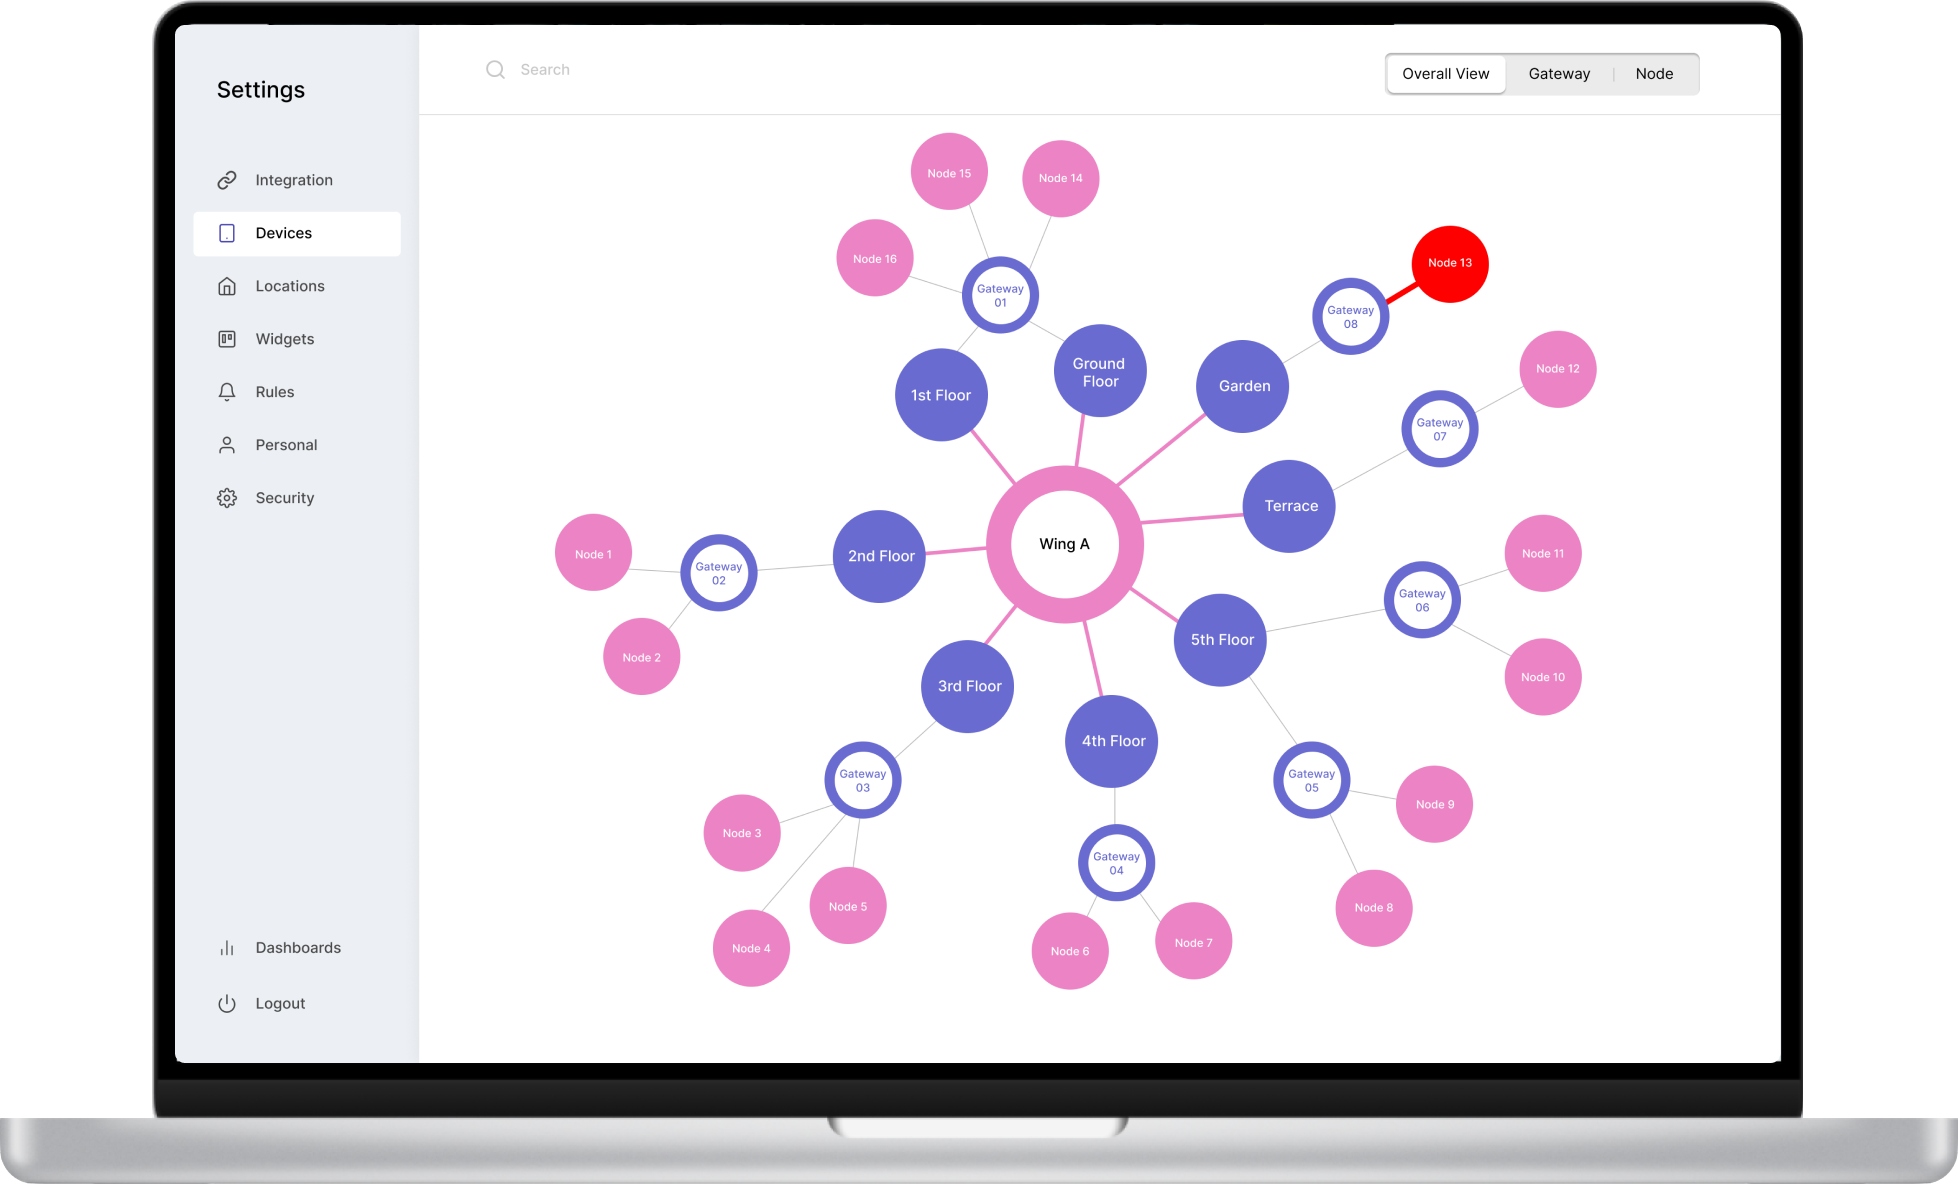 Settings
Search
Overall View
Gateway
Node
Integration
Devices
Locations
Widgets
Rules
Personal
Security
Dashboards
Logout
Node 15
Node 14
Node 16
Gateway
01
Node 13
Gateway
08
Ground
Floor
1st Floor
Garden
Node 12
Gateway
07
Terrace
Wing A
Node 1
Gateway
02
2nd Floor
Node 2
Node 11
Gateway
06
5th Floor
Node 10
3rd Floor
4th Floor
Gateway
03
Gateway
05
Node 3
Node 9
Gateway
04
Node 5
Node 8
Node 4
Node 6
Node 7